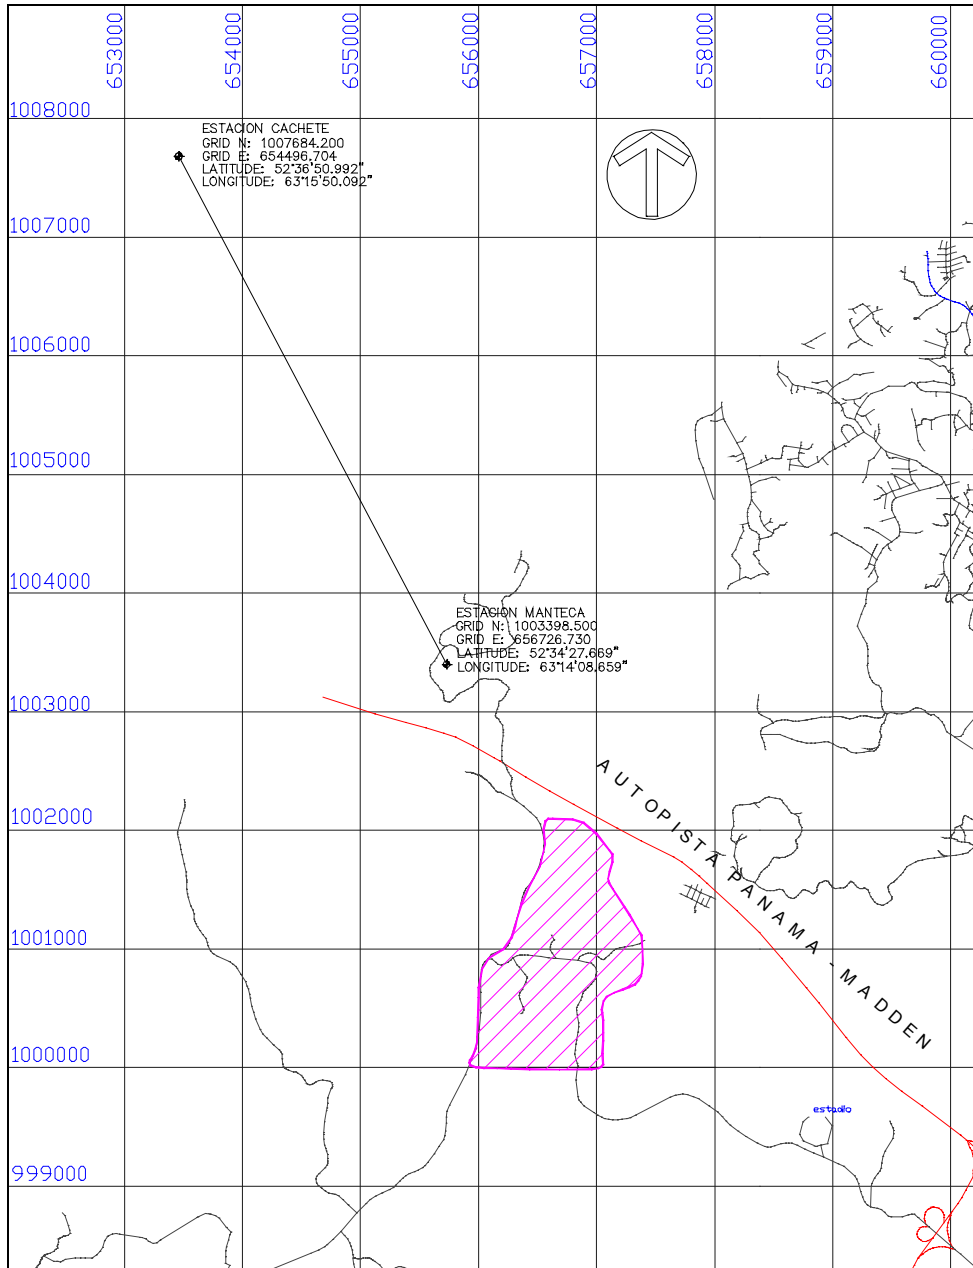 653000
654000
655000
656000
657000
658000
659000
660000
1008000
ESTACION CACHETE
GRID N: 1007684.200
GRID E: 654496.704
LATITUDE: 52°36'50.992"
LONGITUDE: 63°15'50.092"
1007000
1006000
1005000
1004000
ESTACION MANTECA
GRID N: 1003398.500
GRID E: 656726.730
LATITUDE: 52°34'27.669"
LONGITUDE: 63°14'08.659"
1003000
AUTOPISTA PANAMA - MADDEN
1002000
1001000
1000000
estadio
999000